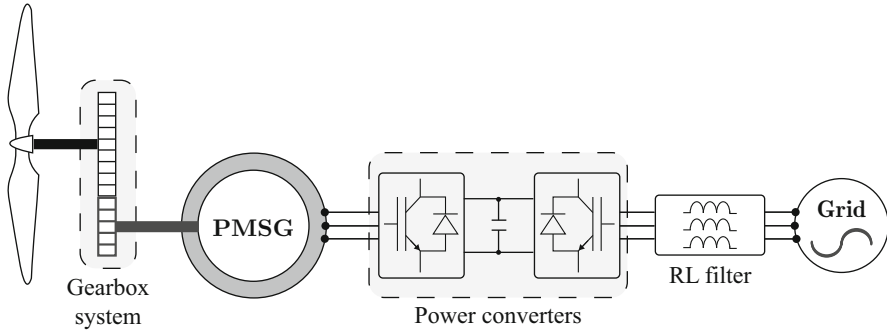 PMSG
Grid
Gearbox
system
Power converters
RL filter